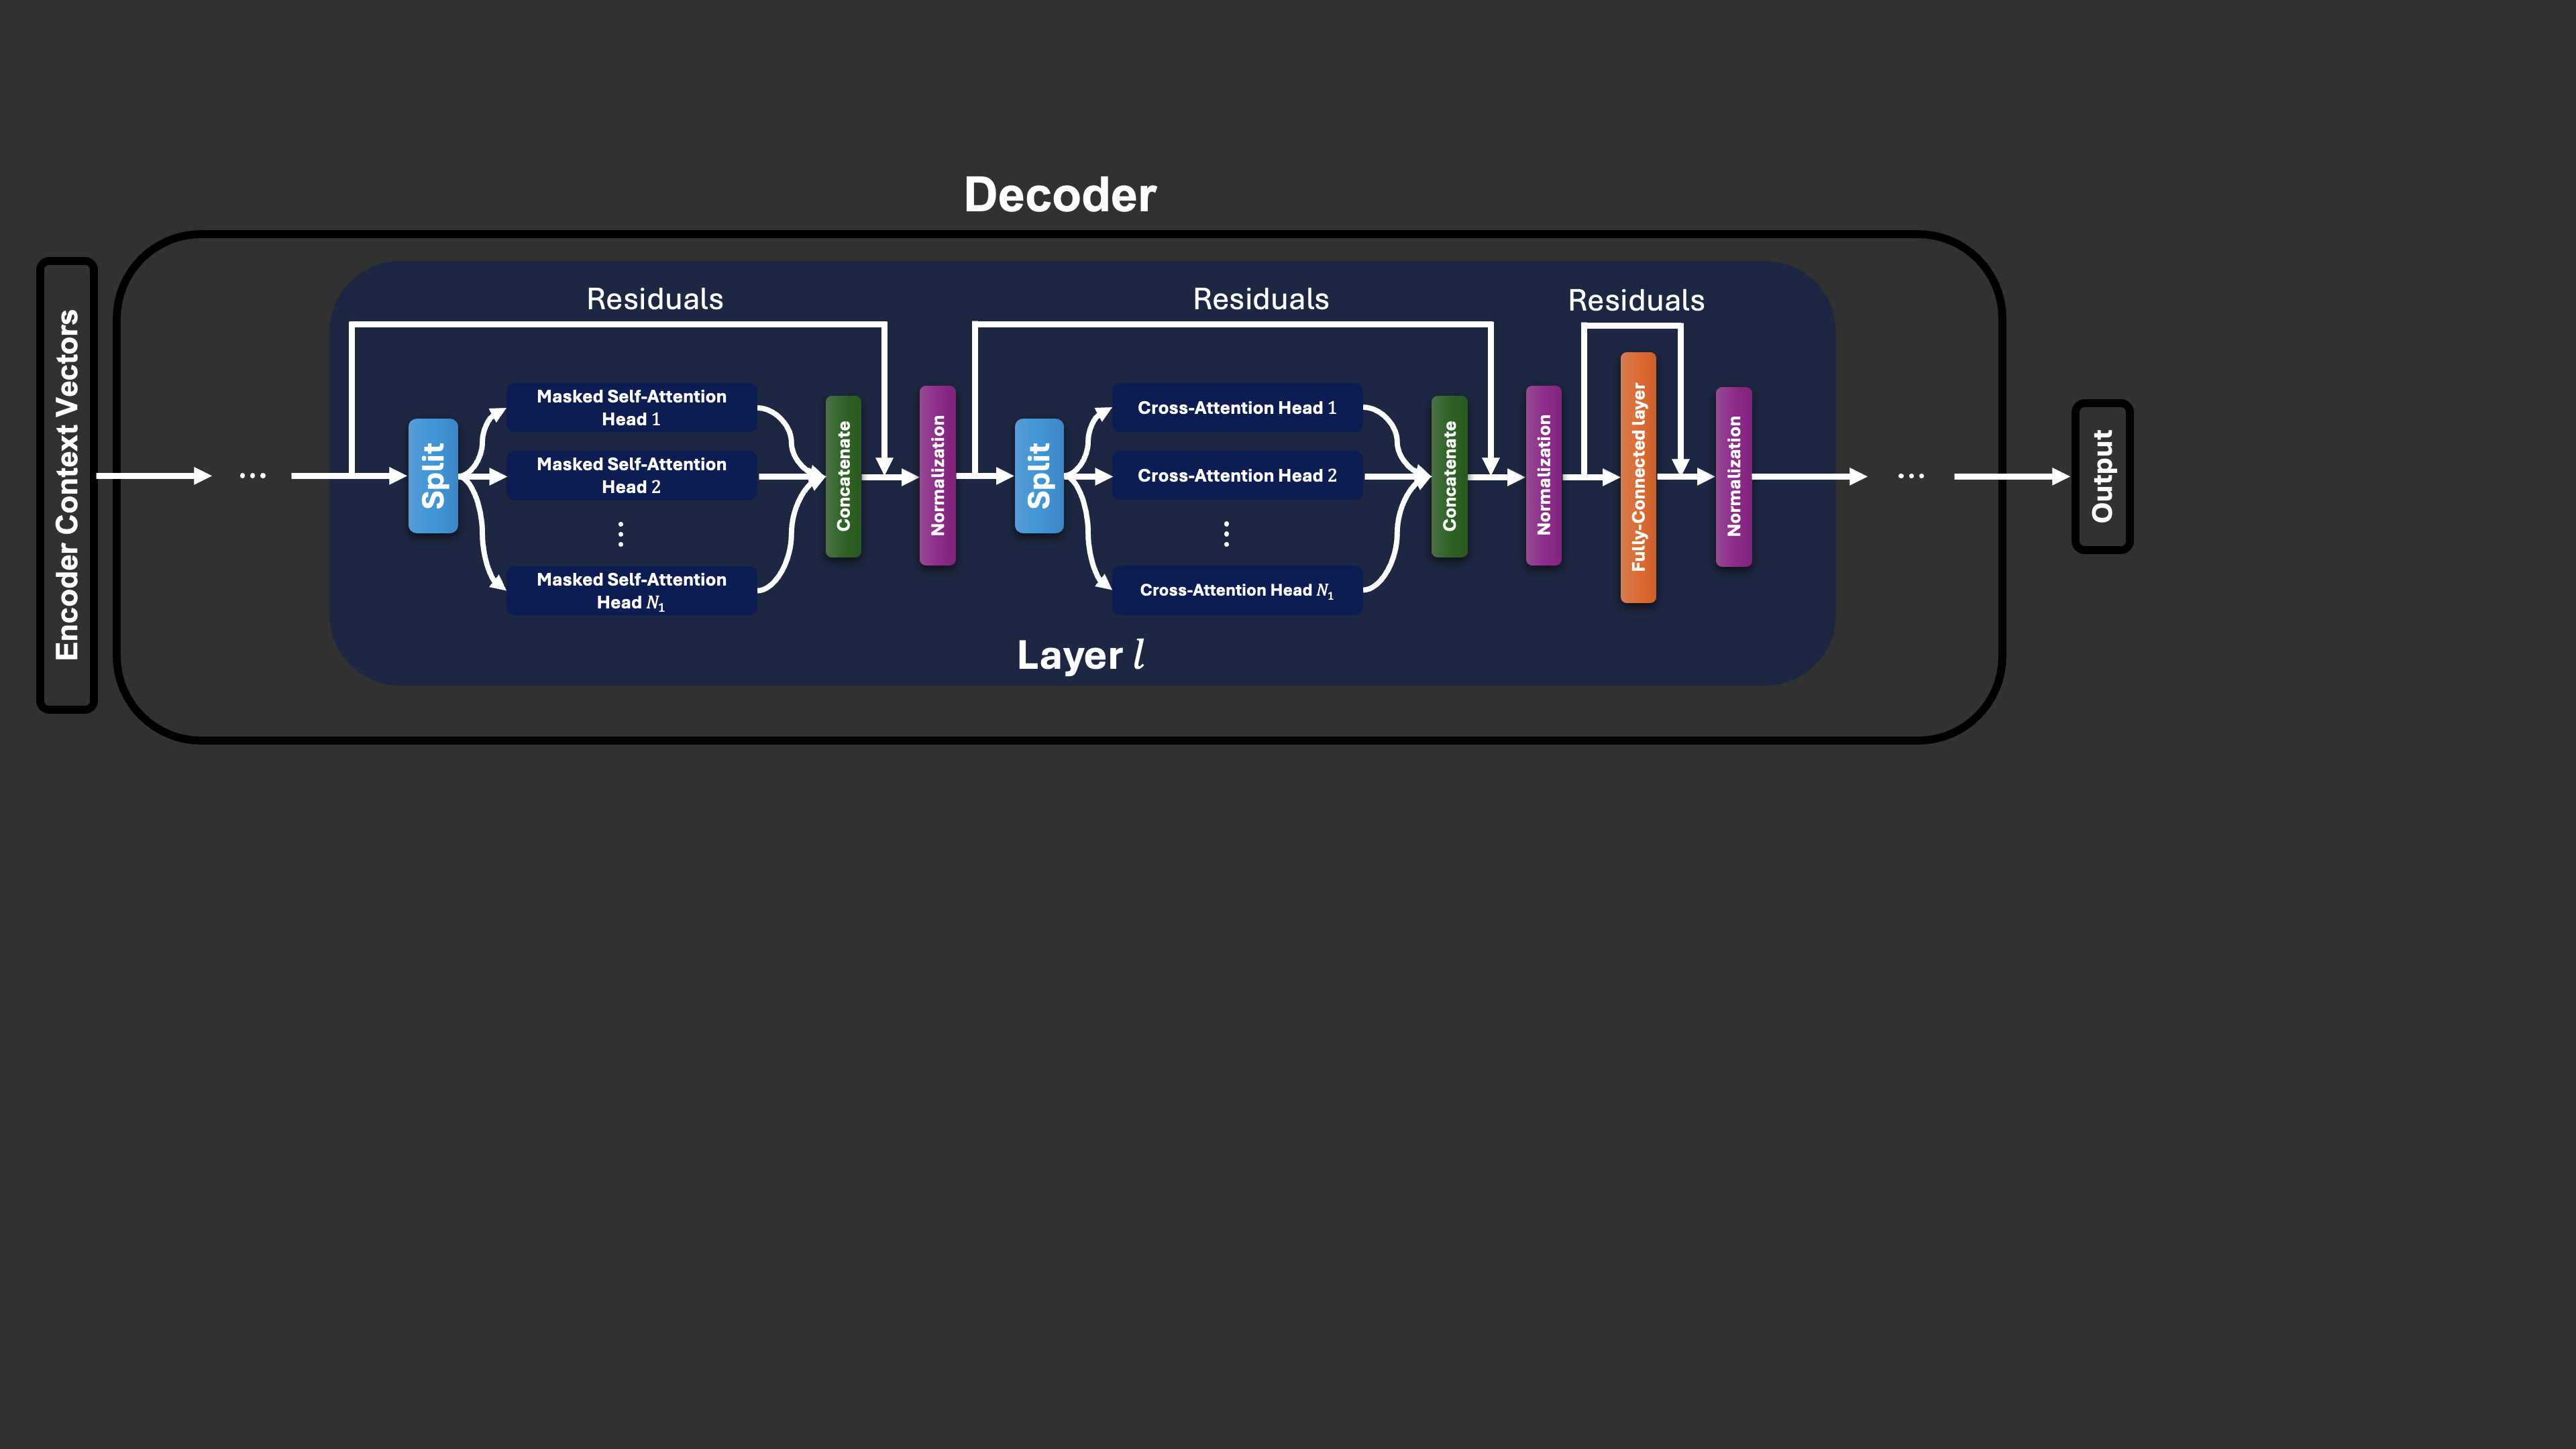 Decoder
Encoder Context Vectors
...
Residuals
Split
Masked Self-Attention
Head 1
Masked Self-Attention
Head 2
⋮
Masked Self-Attention
Head N₁
Concatenate
Normalization
Residuals
Split
Cross-Attention Head 1
Cross-Attention Head 2
⋮
Cross-Attention Head N₁
Concatenate
Normalization
Residuals
Fully-Connected layer
Normalization
Layer l
...
Output